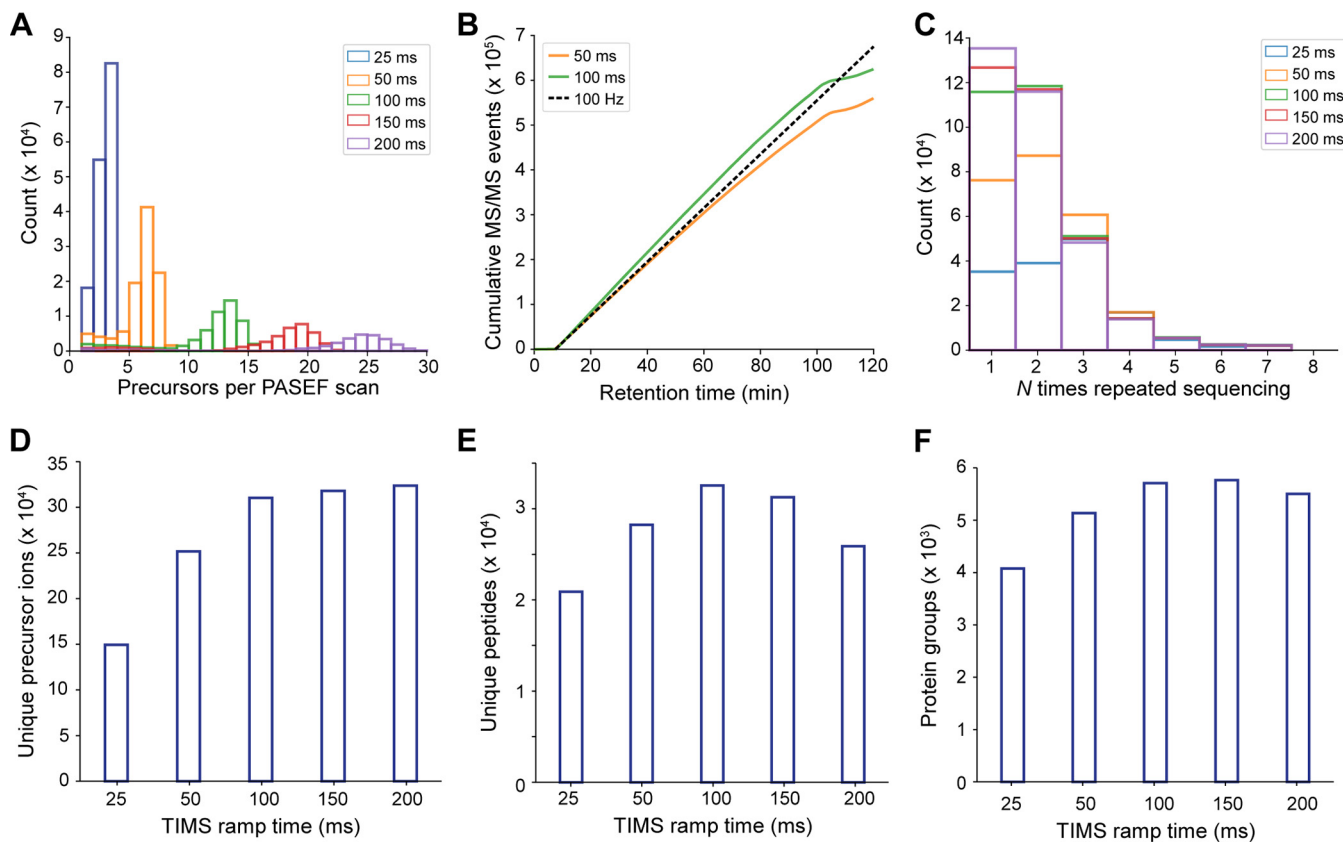 A
Count (x 10⁴)
9
8
7
6
5
4
3
2
1
0
0
5
10
15
20
25
30
Precursors per PASEF scan
25 ms
50 ms
100 ms
150 ms
200 ms
B
Cumulative MS/MS events (x 10⁵)
7
6
5
4
3
2
1
0
0
20
40
60
80
100
120
Retention time (min)
50 ms
100 ms
100 Hz
C
Count (x 10⁴)
14
12
10
8
6
4
2
0
1
2
3
4
5
6
7
8
N times repeated sequencing
25 ms
50 ms
100 ms
150 ms
200 ms
D
Unique precursor ions (x 10⁴)
35
30
25
20
15
10
5
0
25
50
100
150
200
TIMS ramp time (ms)
E
Unique peptides (x 10⁴)
3
2
1
0
25
50
100
150
200
TIMS ramp time (ms)
F
Protein groups (x 10³)
6
5
4
3
2
1
0
25
50
100
150
200
TIMS ramp time (ms)